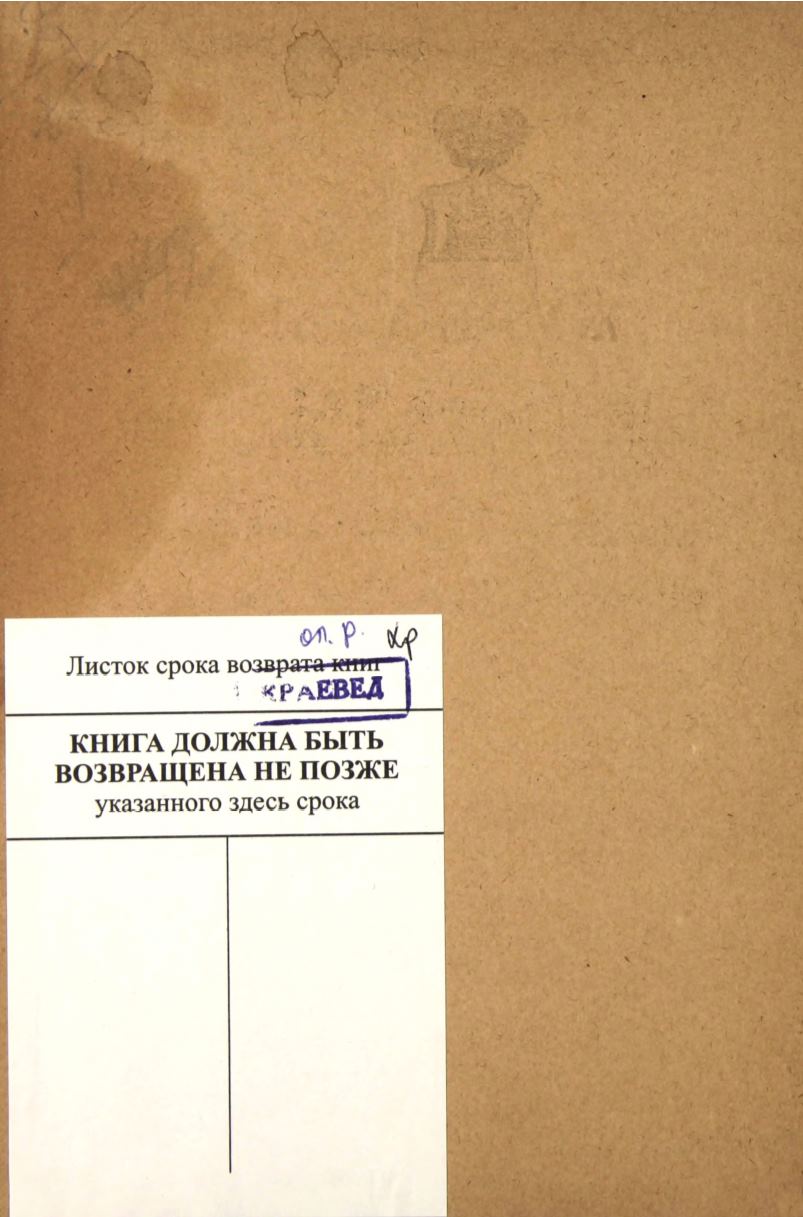 оп. р. Кр
Листок срока возврата книг
КРАЕВЕД
КНИГА ДОЛЖНА БЫТЬ
ВОЗВРАЩЕНА НЕ ПОЗЖЕ
указанного здесь срока